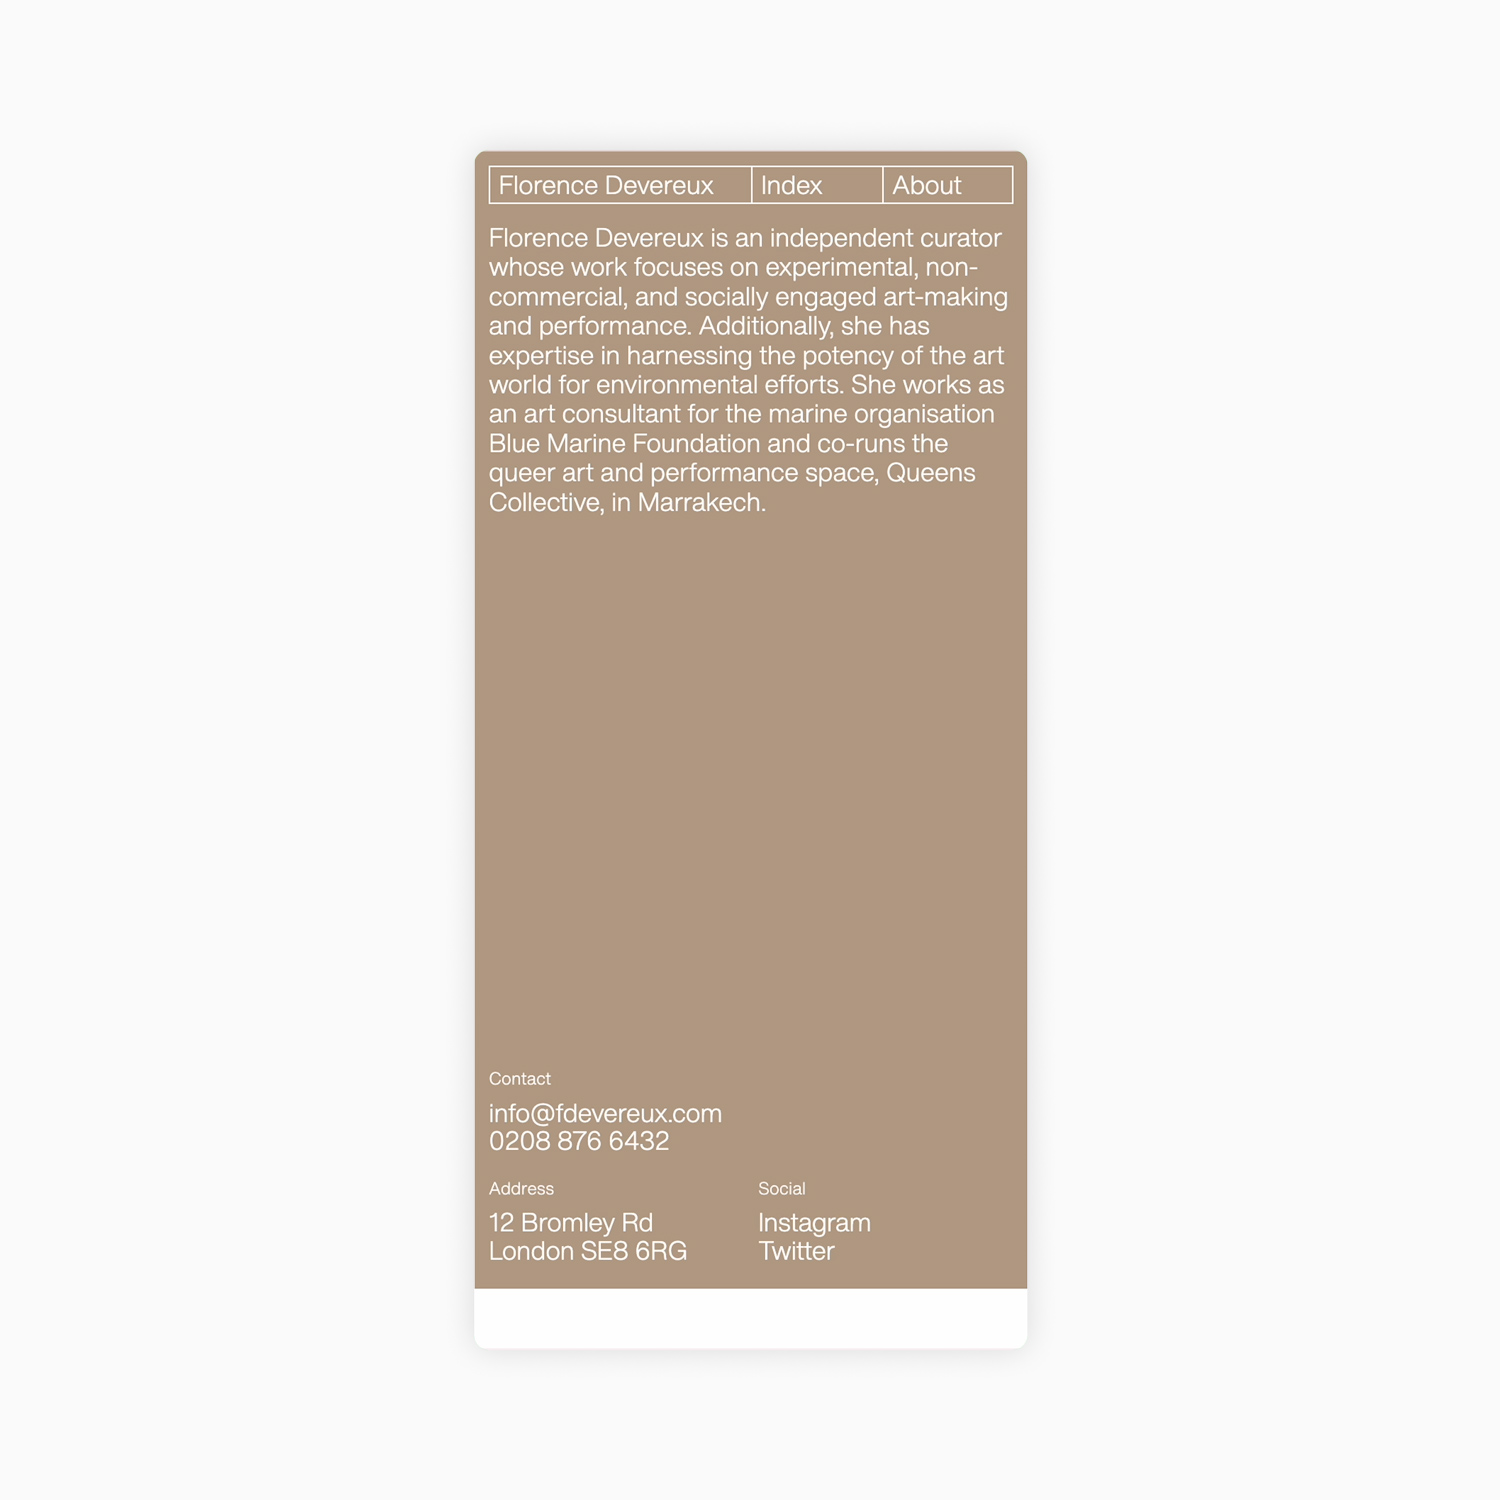 Florence Devereux
Index
About
Florence Devereux is an independent curator
whose work focuses on experimental, non-
commercial, and socially engaged art-making
and performance. Additionally, she has
expertise in harnessing the potency of the art
world for environmental efforts. She works as
an art consultant for the marine organisation
Blue Marine Foundation and co-runs the
queer art and performance space, Queens
Collective, in Marrakech.
Contact
info@fdevereux.com
0208 876 6432
Address
12 Bromley Rd
London SE8 6RG
Social
Instagram
Twitter